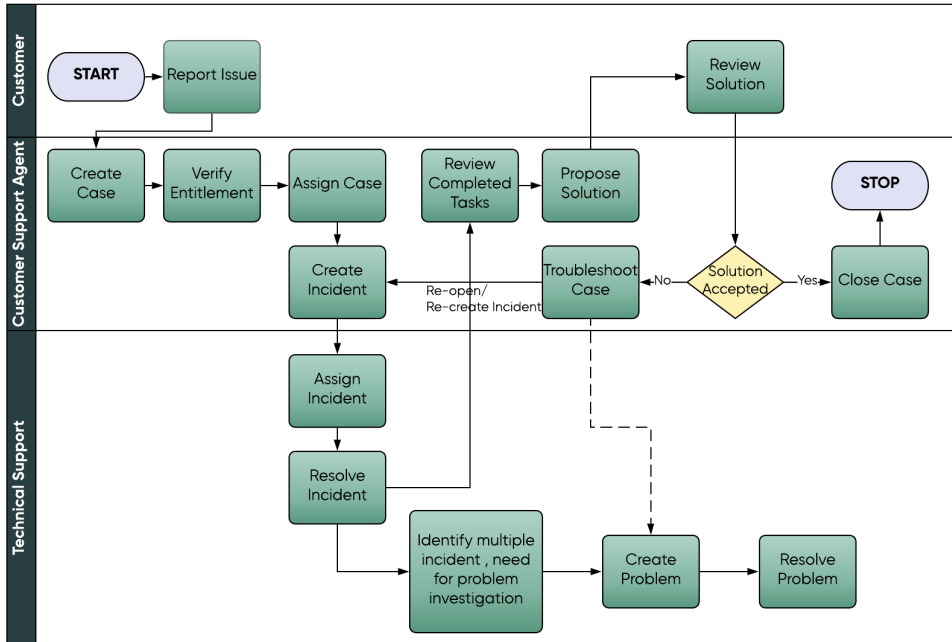 Customer
START
Report Issue
Review
Solution
Customer Support Agent
Create
Case
Verify
Entitlement
Assign Case
Review
Completed
Tasks
Propose
Solution
STOP
Create
Incident
Re-open/
Re-create Incident
Troubleshoot
Case
No
Solution
Accepted
Yes
Close Case
Technical Support
Assign
Incident
Resolve
Incident
Identify multiple
incident , need
for problem
investigation
Create
Problem
Resolve
Problem